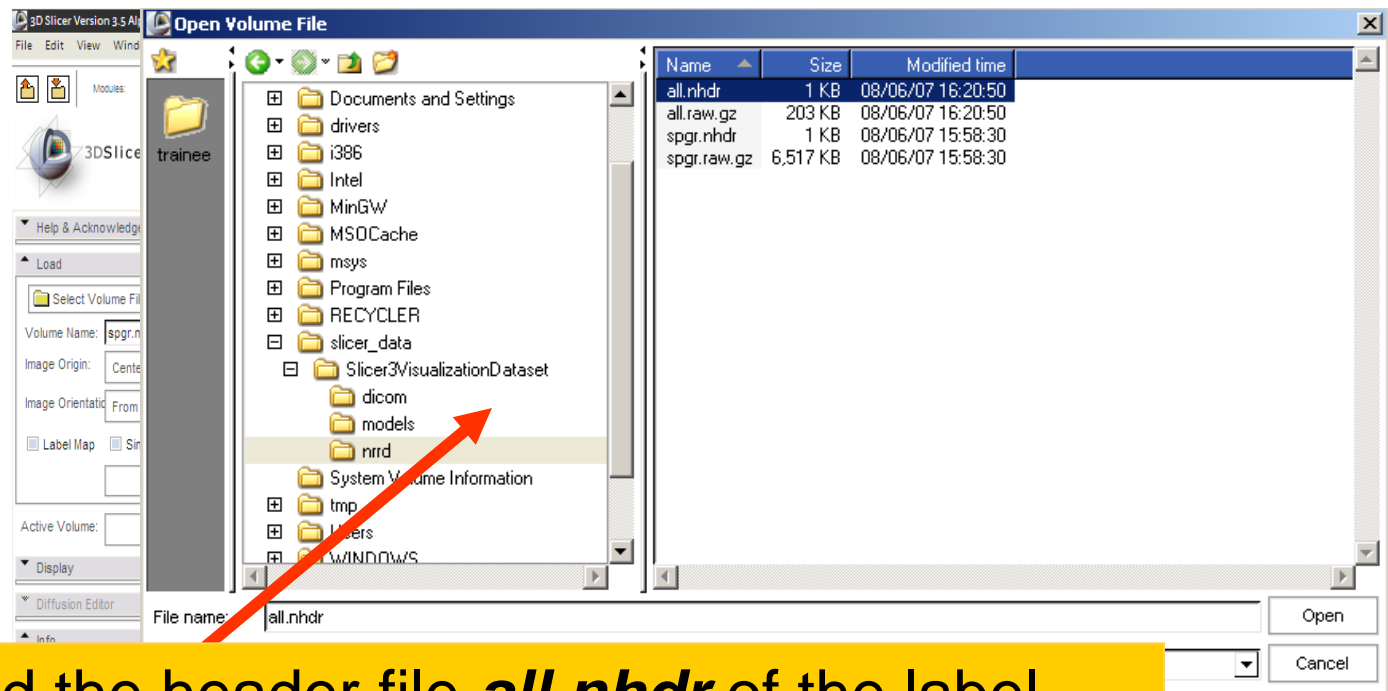 3D Slicer Version 3.5 Al
Open Volume File
File Edit View Wind
Modules:
3DSlice
trainee
Help & Acknowledg
Load
Select Volume Fil
Volume Name: spgr.n
Image Origin: Cente
Image Orientatio From
Label Map Sin
Active Volume:
Display
Diffusion Editor
Info
Documents and Settings
drivers
i386
Intel
MinGW
MSOCache
msys
Program Files
RECYCLER
slicer_data
Slicer3VisualizationDataset
dicom
models
nrrd
System Volume Information
tmp
Users
WINDOWS
Name Size Modified time
all.nhdr 1 KB 08/06/07 16:20:50
all.raw.gz 203 KB 08/06/07 16:20:50
spgr.nhdr 1 KB 08/06/07 15:58:30
spgr.raw.gz 6,517 KB 08/06/07 15:58:30
File name: all.nhdr
Open
Cancel
d the header file all.nhdr of the label